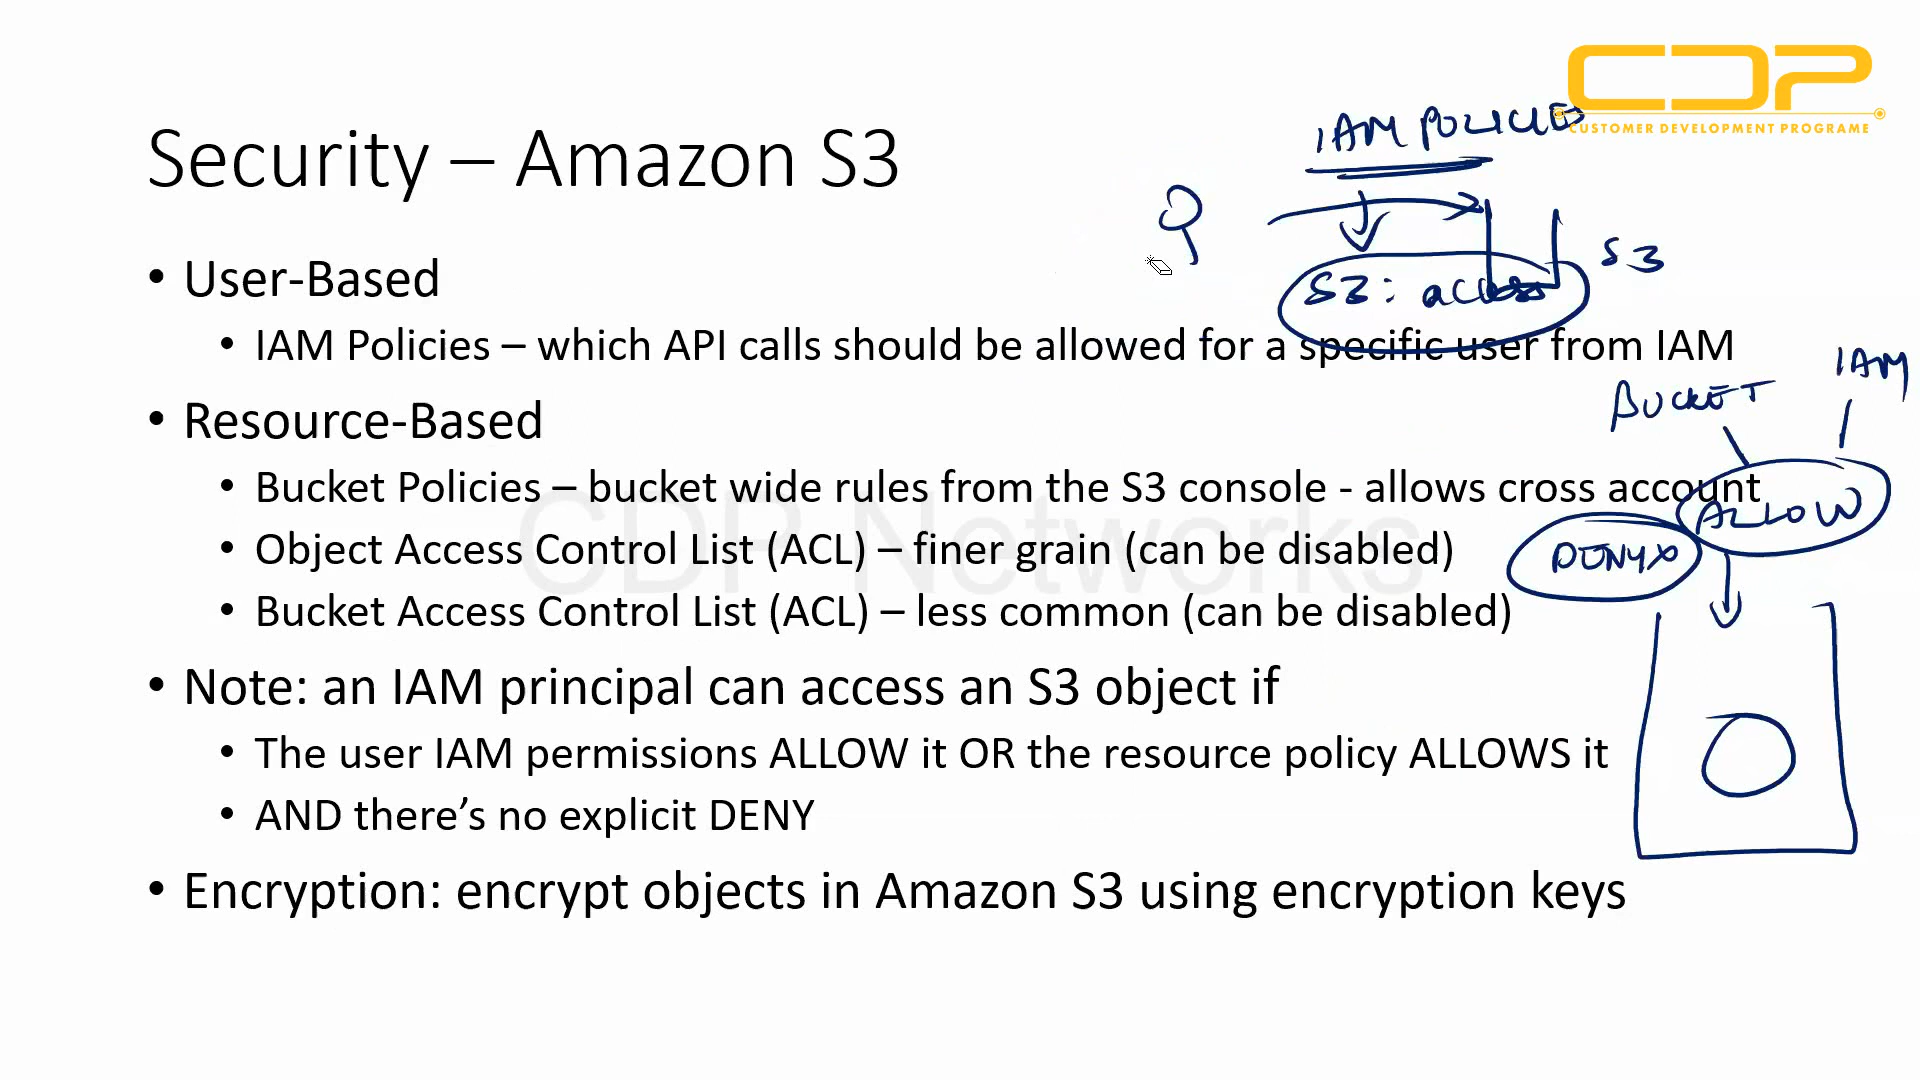 CDP
CUSTOMER DEVELOPMENT PROGRAME
IAM POLICIES
Security – Amazon S3
S3
S3: access
• User-Based
• IAM Policies – which API calls should be allowed for a specific user from IAM
IAM
BUCKET
• Resource-Based
• Bucket Policies – bucket wide rules from the S3 console - allows cross account
ALLOW
CDP Networks
• Object Access Control List (ACL) – finer grain (can be disabled)
DENY X
• Bucket Access Control List (ACL) – less common (can be disabled)
• Note: an IAM principal can access an S3 object if
• The user IAM permissions ALLOW it OR the resource policy ALLOWS it
• AND there’s no explicit DENY
• Encryption: encrypt objects in Amazon S3 using encryption keys